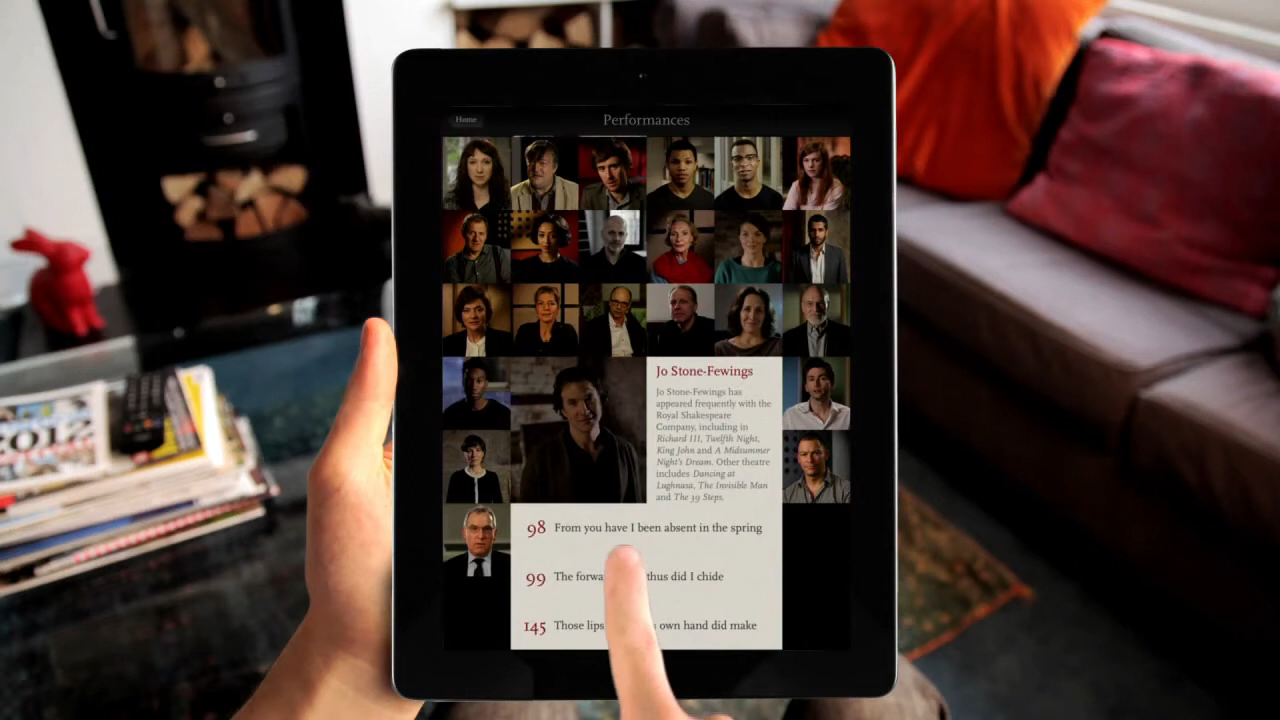 Home
Performances
Jo Stone-Fewings
Jo Stone-Fewings has
appeared frequently with the
Royal Shakespeare
Company, including in
Richard III, Twelfth Night,
King John and A Midsummer
Night's Dream. Other theatre
includes Dancing at
Lughnasa, The Invisible Man
and The 39 Steps.
98 From you have I been absent in the spring
99 The thus did I chide
145 Those lips own hand did make
2012